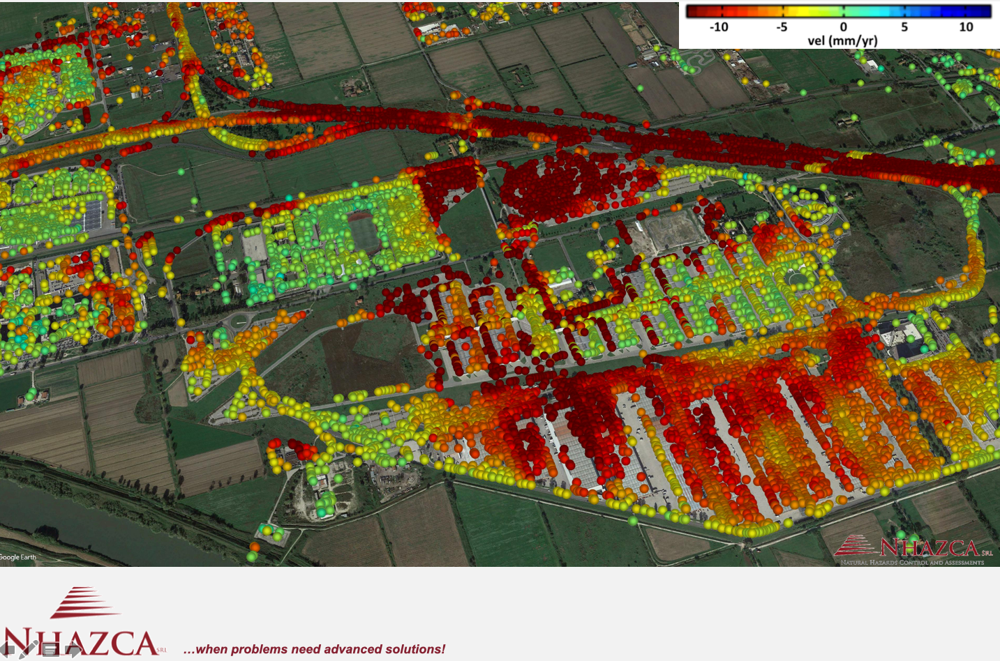 -10 -5 0 5 10
vel (mm/yr)
Google Earth
NHAZCA SRL
NATURAL HAZARDS CONTROL AND ASSESSMENTS
NHAZCA SRL
...when problems need advanced solutions!